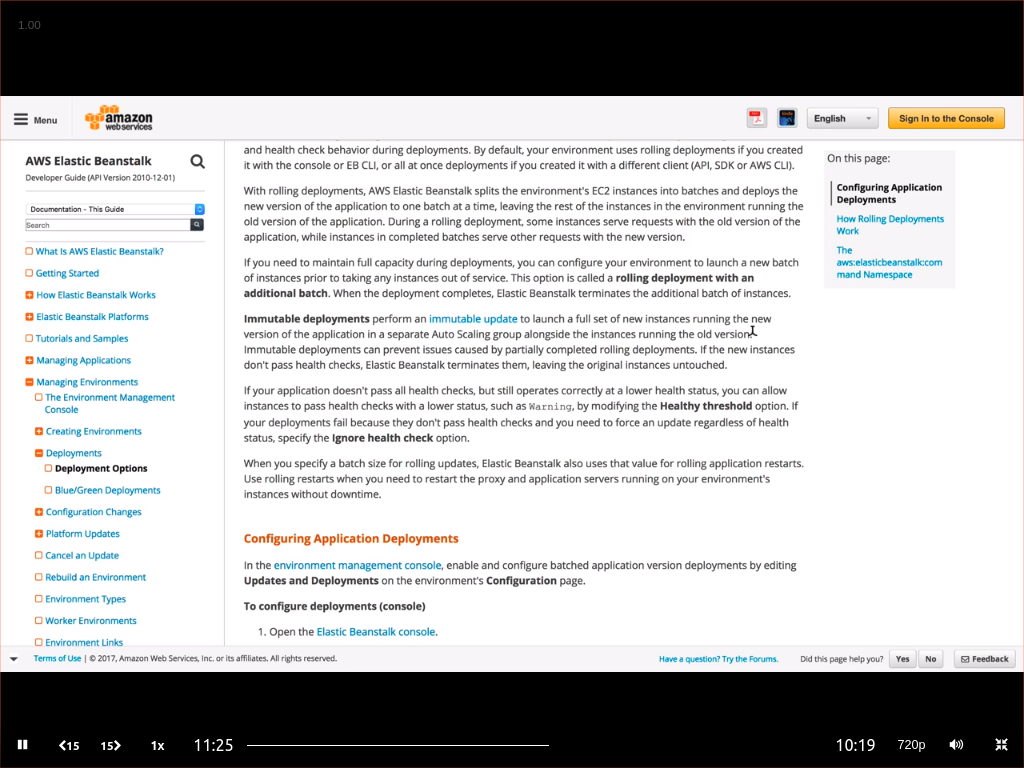 1.00
Menu
amazon
webservices
English
Sign In to the Console
AWS Elastic Beanstalk
Developer Guide (API Version 2010-12-01)
Documentation - This Guide
Search
What Is AWS Elastic Beanstalk?
Getting Started
How Elastic Beanstalk Works
Elastic Beanstalk Platforms
Tutorials and Samples
Managing Applications
Managing Environments
The Environment Management
Console
Creating Environments
Deployments
Deployment Options
Blue/Green Deployments
Configuration Changes
Platform Updates
Cancel an Update
Rebuild an Environment
Environment Types
Worker Environments
Environment Links
and health check behavior during deployments. By default, your environment uses rolling deployments if you created
it with the console or EB CLI, or all at once deployments if you created it with a different client (API, SDK or AWS CLI).
With rolling deployments, AWS Elastic Beanstalk splits the environment's EC2 instances into batches and deploys the
new version of the application to one batch at a time, leaving the rest of the instances in the environment running the
old version of the application. During a rolling deployment, some instances serve requests with the old version of the
application, while instances in completed batches serve other requests with the new version.
If you need to maintain full capacity during deployments, you can configure your environment to launch a new batch
of instances prior to taking any instances out of service. This option is called a rolling deployment with an
additional batch. When the deployment completes, Elastic Beanstalk terminates the additional batch of instances.
Immutable deployments perform an immutable update to launch a full set of new instances running the new
version of the application in a separate Auto Scaling group alongside the instances running the old version.
Immutable deployments can prevent issues caused by partially completed rolling deployments. If the new instances
don't pass health checks, Elastic Beanstalk terminates them, leaving the original instances untouched.
If your application doesn't pass all health checks, but still operates correctly at a lower health status, you can allow
instances to pass health checks with a lower status, such as Warning, by modifying the Healthy threshold option. If
your deployments fail because they don't pass health checks and you need to force an update regardless of health
status, specify the Ignore health check option.
When you specify a batch size for rolling updates, Elastic Beanstalk also uses that value for rolling application restarts.
Use rolling restarts when you need to restart the proxy and application servers running on your environment's
instances without downtime.
Configuring Application Deployments
In the environment management console, enable and configure batched application version deployments by editing
Updates and Deployments on the environment's Configuration page.
To configure deployments (console)
1. Open the Elastic Beanstalk console.
On this page:
Configuring Application
Deployments
How Rolling Deployments
Work
The
aws:elasticbeanstalk:com
mand Namespace
Terms of Use | © 2017, Amazon Web Services, Inc. or its affiliates. All rights reserved.
Have a question? Try the Forums.
Did this page help you?
Yes
No
Feedback
15
15
1x
11:25
10:19
720p